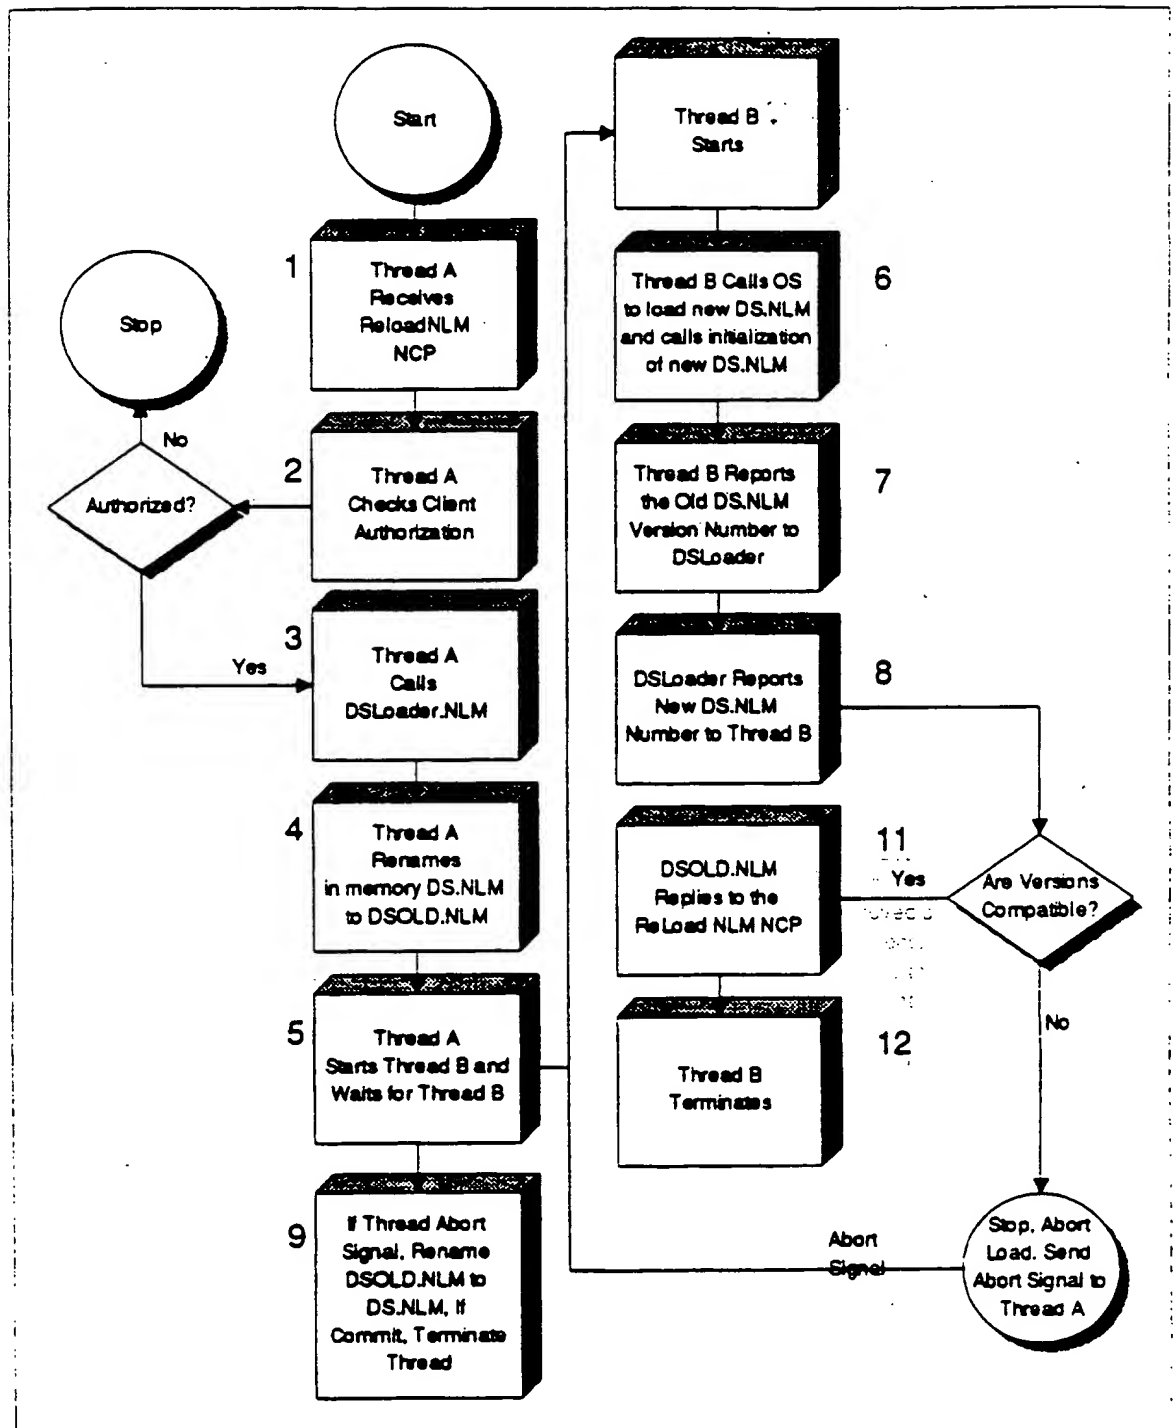 Start
1
Thread A
Receives
ReloadNLM
NCP
Stop
No
2
Thread A
Checks Client
Authorization
Authorized?
Yes
3
Thread A
Calls
DSLoader.NLM
4
Thread A
Renames
in memory DS.NLM
to DSOLD.NLM
5
Thread A
Starts Thread B and
Waits for Thread B
9
If Thread Abort
Signal, Rename
DSOLD.NLM to
DS.NLM, If
Commit, Terminate
Thread
Thread B
Starts
6
Thread B Calls OS
to load new DS.NLM
and calls initialization
of new DS.NLM
7
Thread B Reports
the Old DS.NLM
Version Number to
DSLoader
8
DSLoader Reports
New DS.NLM
Number to Thread B
11
DSOLD.NLM
Replies to the
ReLoad NLM NCP
Yes
Are Versions
Compatible?
No
12
Thread B
Terminates
Abort
Signal
Stop, Abort
Load, Send
Abort Signal to
Thread A